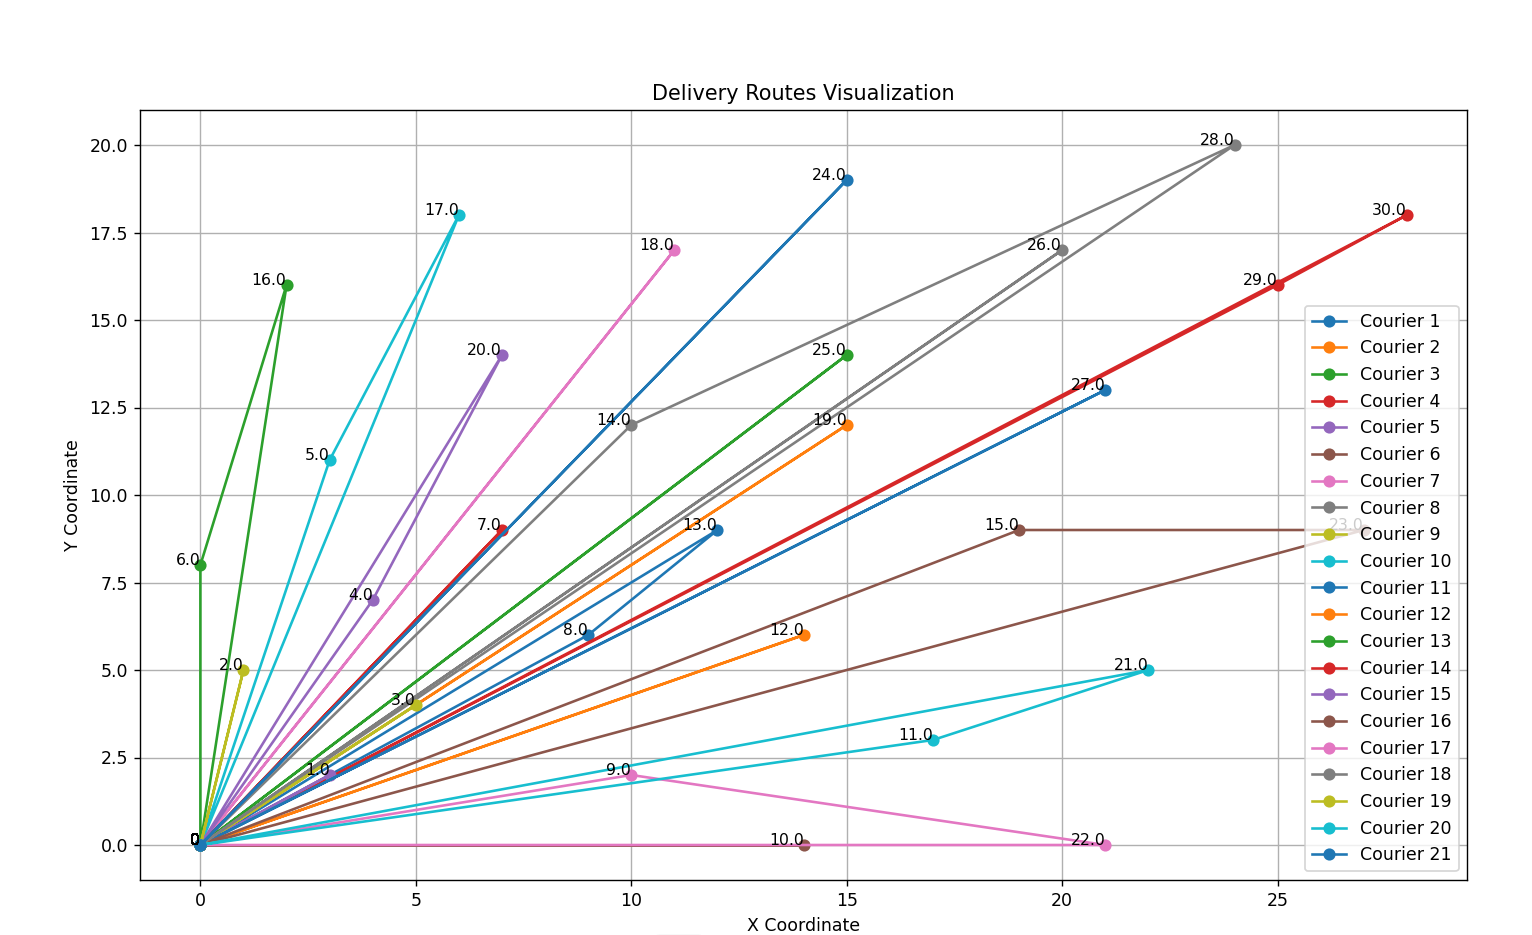 Delivery Routes Visualization
20.0
17.5
15.0
12.5
10.0
7.5
5.0
2.5
0.0
Y Coordinate
28.0
24.0
17.0
30.0
18.0
26.0
16.0
29.0
20.0
25.0
27.0
14.0
19.0
5.0
7.0
13.0
15.0
23.0
6.0
4.0
8.0
12.0
2.0
21.0
3.0
11.0
1.0
9.0
0
10.0
22.0
Courier 1
Courier 2
Courier 3
Courier 4
Courier 5
Courier 6
Courier 7
Courier 8
Courier 9
Courier 10
Courier 11
Courier 12
Courier 13
Courier 14
Courier 15
Courier 16
Courier 17
Courier 18
Courier 19
Courier 20
Courier 21
0
5
10
15
20
25
X Coordinate